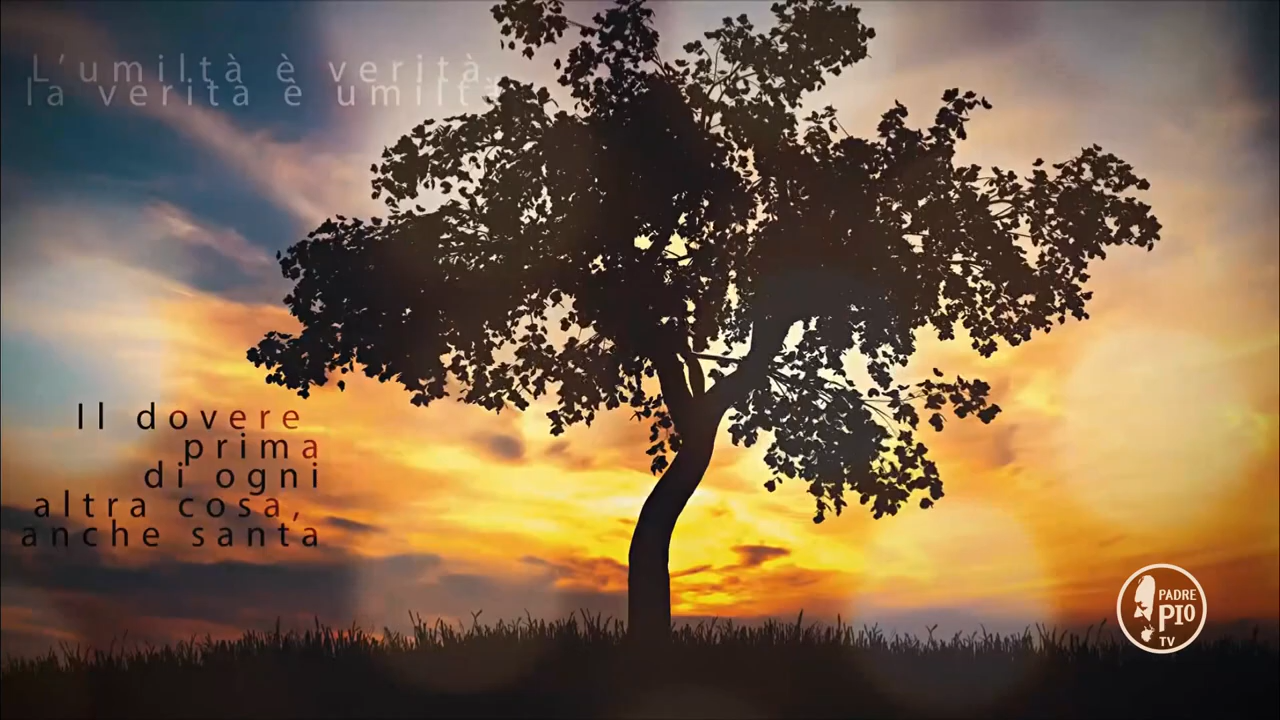 L'umiltà è verità,
la verità è umiltà
Il dovere
prima
di ogni
altra cosa,
anche santa
PADRE
PIO
TV